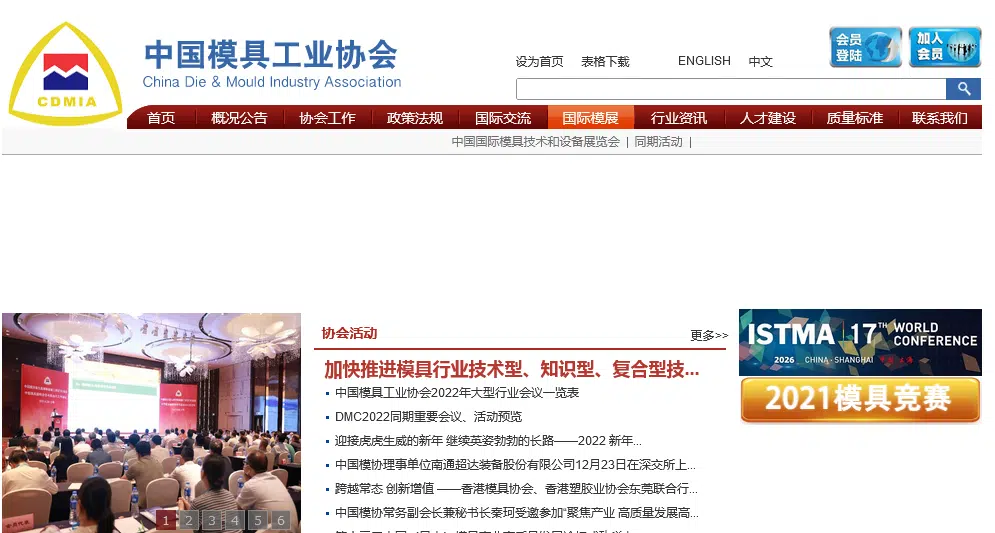 中国模具工业协会
China Die & Mould Industry Association
CDMIA
设为首页 表格下载 ENGLISH 中文
会员登陆
加入会员
首页 概况公告 协会工作 政策法规 国际交流 国际模展 行业资讯 人才建设 质量标准 联系我们
中国国际模具技术和设备展览会 | 同期活动 |
协会活动
更多>>
加快推进模具行业技术型、知识型、复合型技...
中国模具工业协会2022年大型行业会议一览表
DMC2022同期重要会议、活动预览
迎接虎虎生威的新年 继续英姿勃勃的长路——2022 新年...
中国模协理事单位南通超达装备股份有限公司12月23日在深交所上...
跨越常态 创新增值 ——香港模具协会、香港塑胶业协会东莞联合行...
中国模协常务副会长兼秘书长秦珂受邀参加“聚焦产业 高质量发展高...
1 2 3 4 5 6
ISTMA 17TH WORLD CONFERENCE
2026 CHINA·SHANGHAI
2021模具竞赛